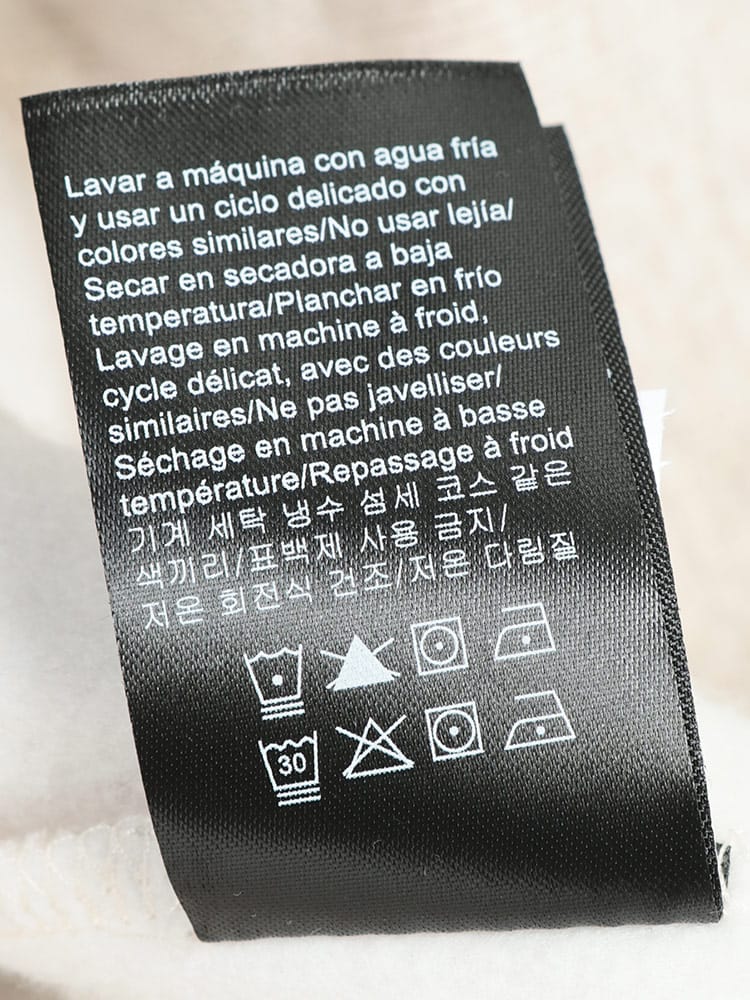 Lavar a máquina con agua fría
y usar un ciclo delicado con
colores similares/No usar lejía/
Secar en secadora a baja
temperatura/Planchar en frío
Lavage en machine à froid,
cycle délicat, avec des couleurs
similaires/Ne pas javelliser/
Séchage en machine à basse
température/Repassage à froid
기계 세탁 냉수 섬세 코스 같은
색끼리/표백제 사용 금지/
저온 회전식 건조/저온 다림질
30